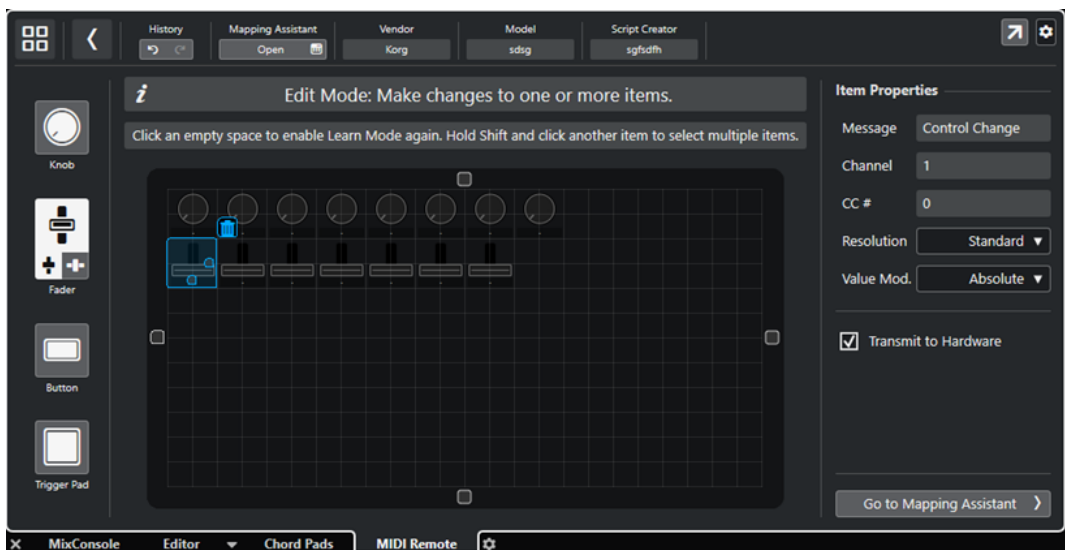 History
Mapping Assistant
Vendor
Model
Script Creator
Open
Korg
sdsg
sgfsdfh
i
Edit Mode: Make changes to one or more items.
Click an empty space to enable Learn Mode again. Hold Shift and click another item to select multiple items.
Knob
Fader
Button
Trigger Pad
Item Properties
Message Control Change
Channel 1
CC # 0
Resolution Standard
Value Mod. Absolute
Transmit to Hardware
Go to Mapping Assistant
MixConsole Editor Chord Pads MIDI Remote